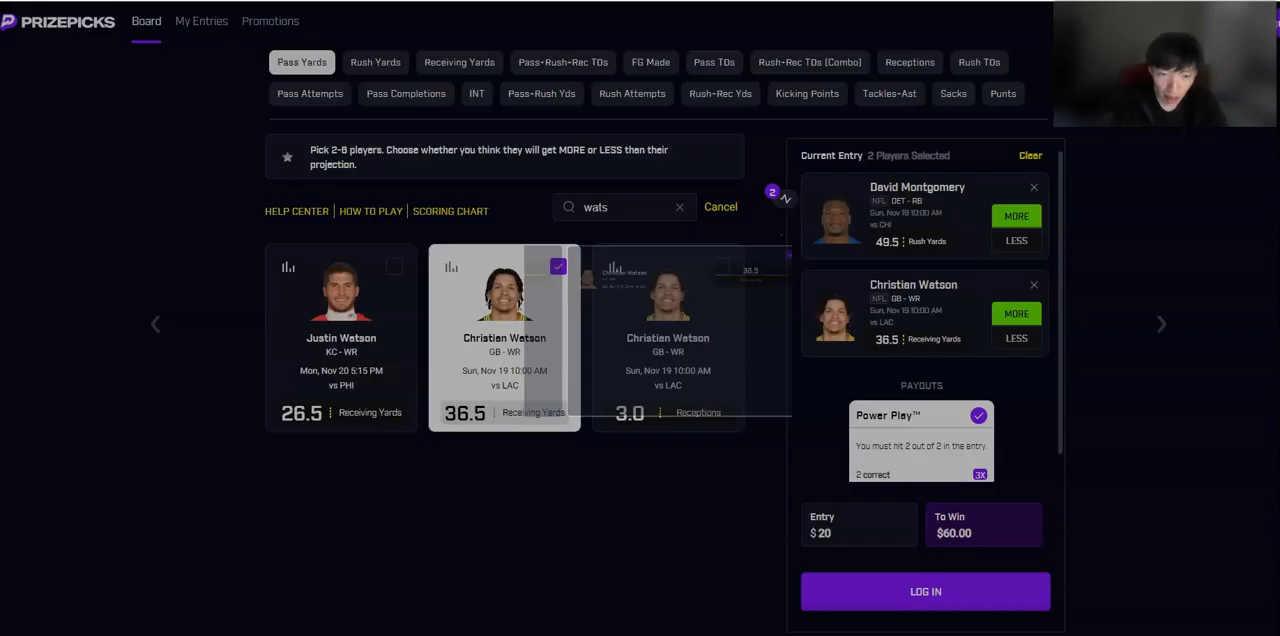 PRIZEPICKS Board My Entries Promotions
Pass Yards Rush Yards Receiving Yards Pass-Rush-Rec TDs FG Made Pass TDs Rush-Rec TDs (Combo) Receptions Rush TDs
Pass Attempts Pass Completions INT Pass-Rush Yds Rush Attempts Rush-Rec Yds Kicking Points Tackles-Ast Sacks Punts
Pick 2-6 players. Choose whether you think they will get MORE or LESS than their
projection.
HELP CENTER HOW TO PLAY SCORING CHART
wats
Cancel
Justin Watson
KC - WR
Mon, Nov 20 5:15 PM
vs PHI
26.5 Receiving Yards
Christian Watson
GB - WR
Sun, Nov 19 10:00 AM
vs LAC
36.5 Receiving Yards
Christian Watson
36.5
Christian Watson
GB - WR
Sun, Nov 19 10:00 AM
vs LAC
3.0 Receptions
2
Current Entry 2 Players Selected Clear
David Montgomery
NFL DET - RB
Sun, Nov 19 10:00 AM
vs CHI
49.5 Rush Yards
MORE
LESS
Christian Watson
NFL GB - WR
Sun, Nov 19 10:00 AM
vs LAC
36.5 Receiving Yards
MORE
LESS
PAYOUTS
Power Play™
You must hit 2 out of 2 in the entry.
2 correct 3X
Entry
$ 20
To Win
$60.00
LOG IN